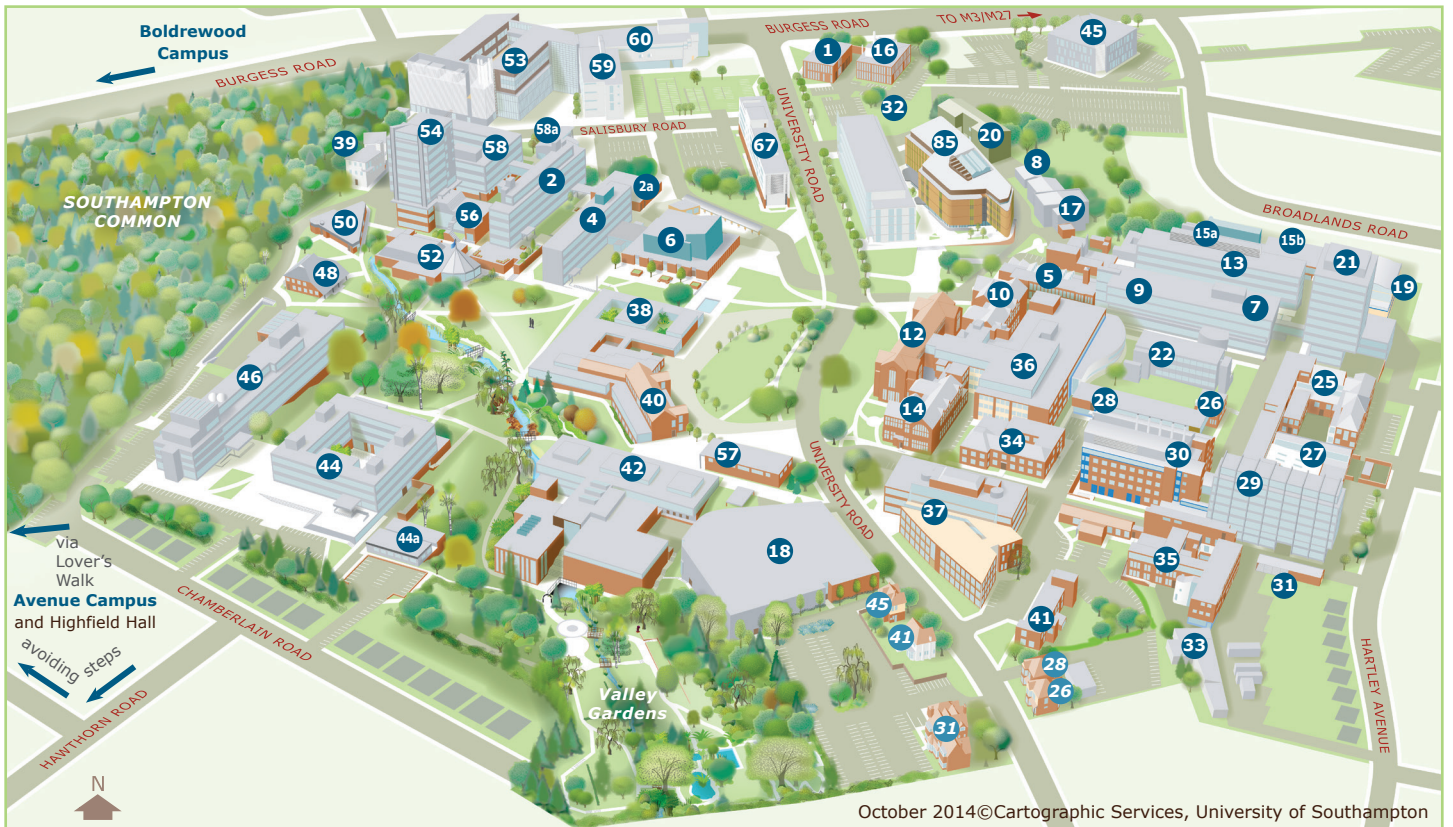 Boldrewood
Campus
BURGESS ROAD
BURGESS ROAD
TO M3/M27
60
53
59
1
16
45
32
UNIVERSITY ROAD
54
58a
SALISBURY ROAD
39
58
67
85
20
2
2a
8
SOUTHAMPTON
COMMON
50
56
4
17
BROADLANDS ROAD
6
52
15a
15b
13
21
48
5
19
10
9
38
7
12
46
36
22
25
40
28
26
14
34
44
42
57
30
27
29
UNIVERSITY ROAD
37
44a
18
35
31
via
Lover's
Walk
Avenue Campus
and Highfield Hall
avoiding steps
CHAMBERLAIN ROAD
HAWTHORN ROAD
45
41
41
33
28
26
HARTLEY AVENUE
Valley
Gardens
31
N
October 2014©Cartographic Services, University of Southampton